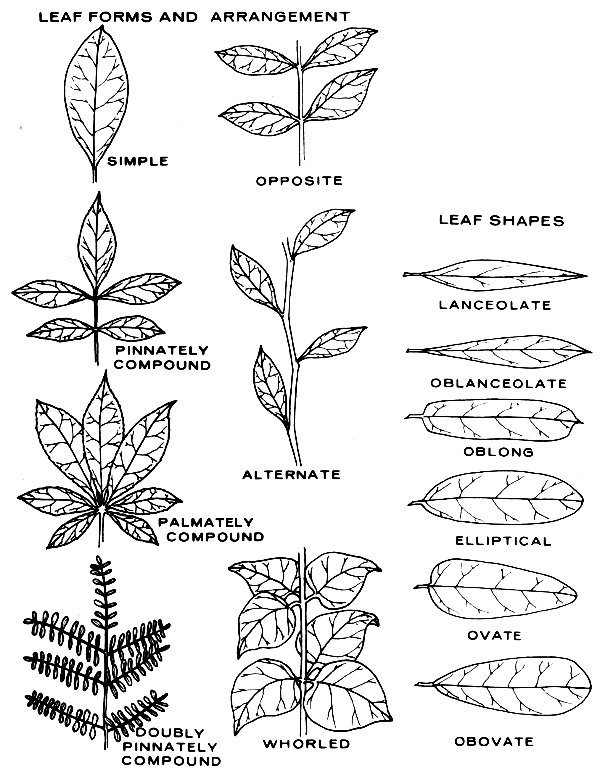 LEAF FORMS AND ARRANGEMENT
SIMPLE
OPPOSITE
PINNATELY
COMPOUND
ALTERNATE
PALMATELY
COMPOUND
DOUBLY
PINNATELY
COMPOUND
WHORLED
LEAF SHAPES
LANCEOLATE
OBLANCEOLATE
OBLONG
ELLIPTICAL
OVATE
OBOVATE